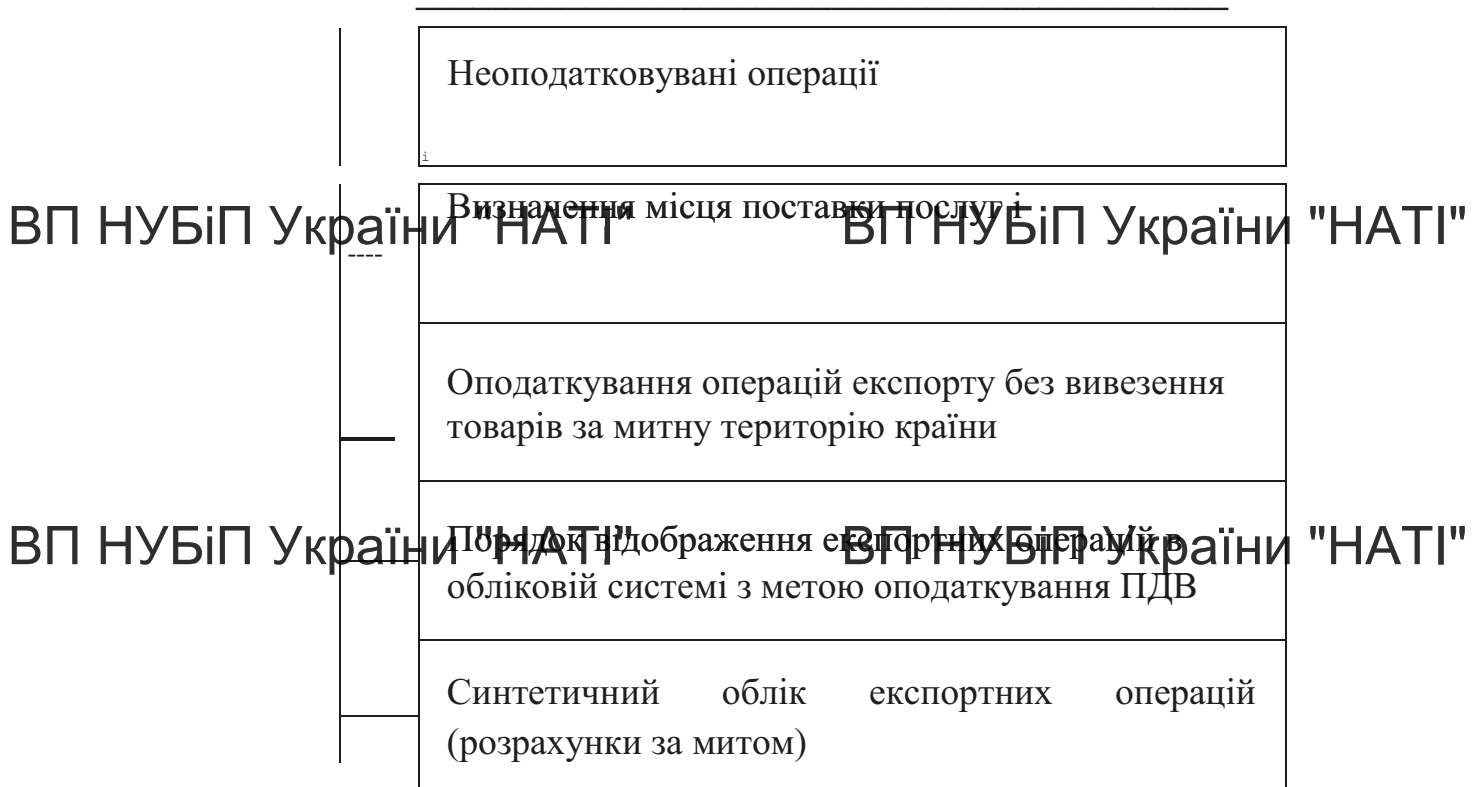 Неоподатковувані операції
і
Визначення місця поставки послуг і
ВП НУБіП України "НАТІ" ВП НУБіП України "НАТІ"
Оподаткування операцій експорту без вивезення
товарів за митну територію країни
Порядок відображення експортних операцій в
ВП НУБіП України "НАТІ" ВП НУБіП України "НАТІ"
обліковій системі з метою оподаткування ПДВ
Синтетичний облік експортних операцій
(розрахунки за митом)